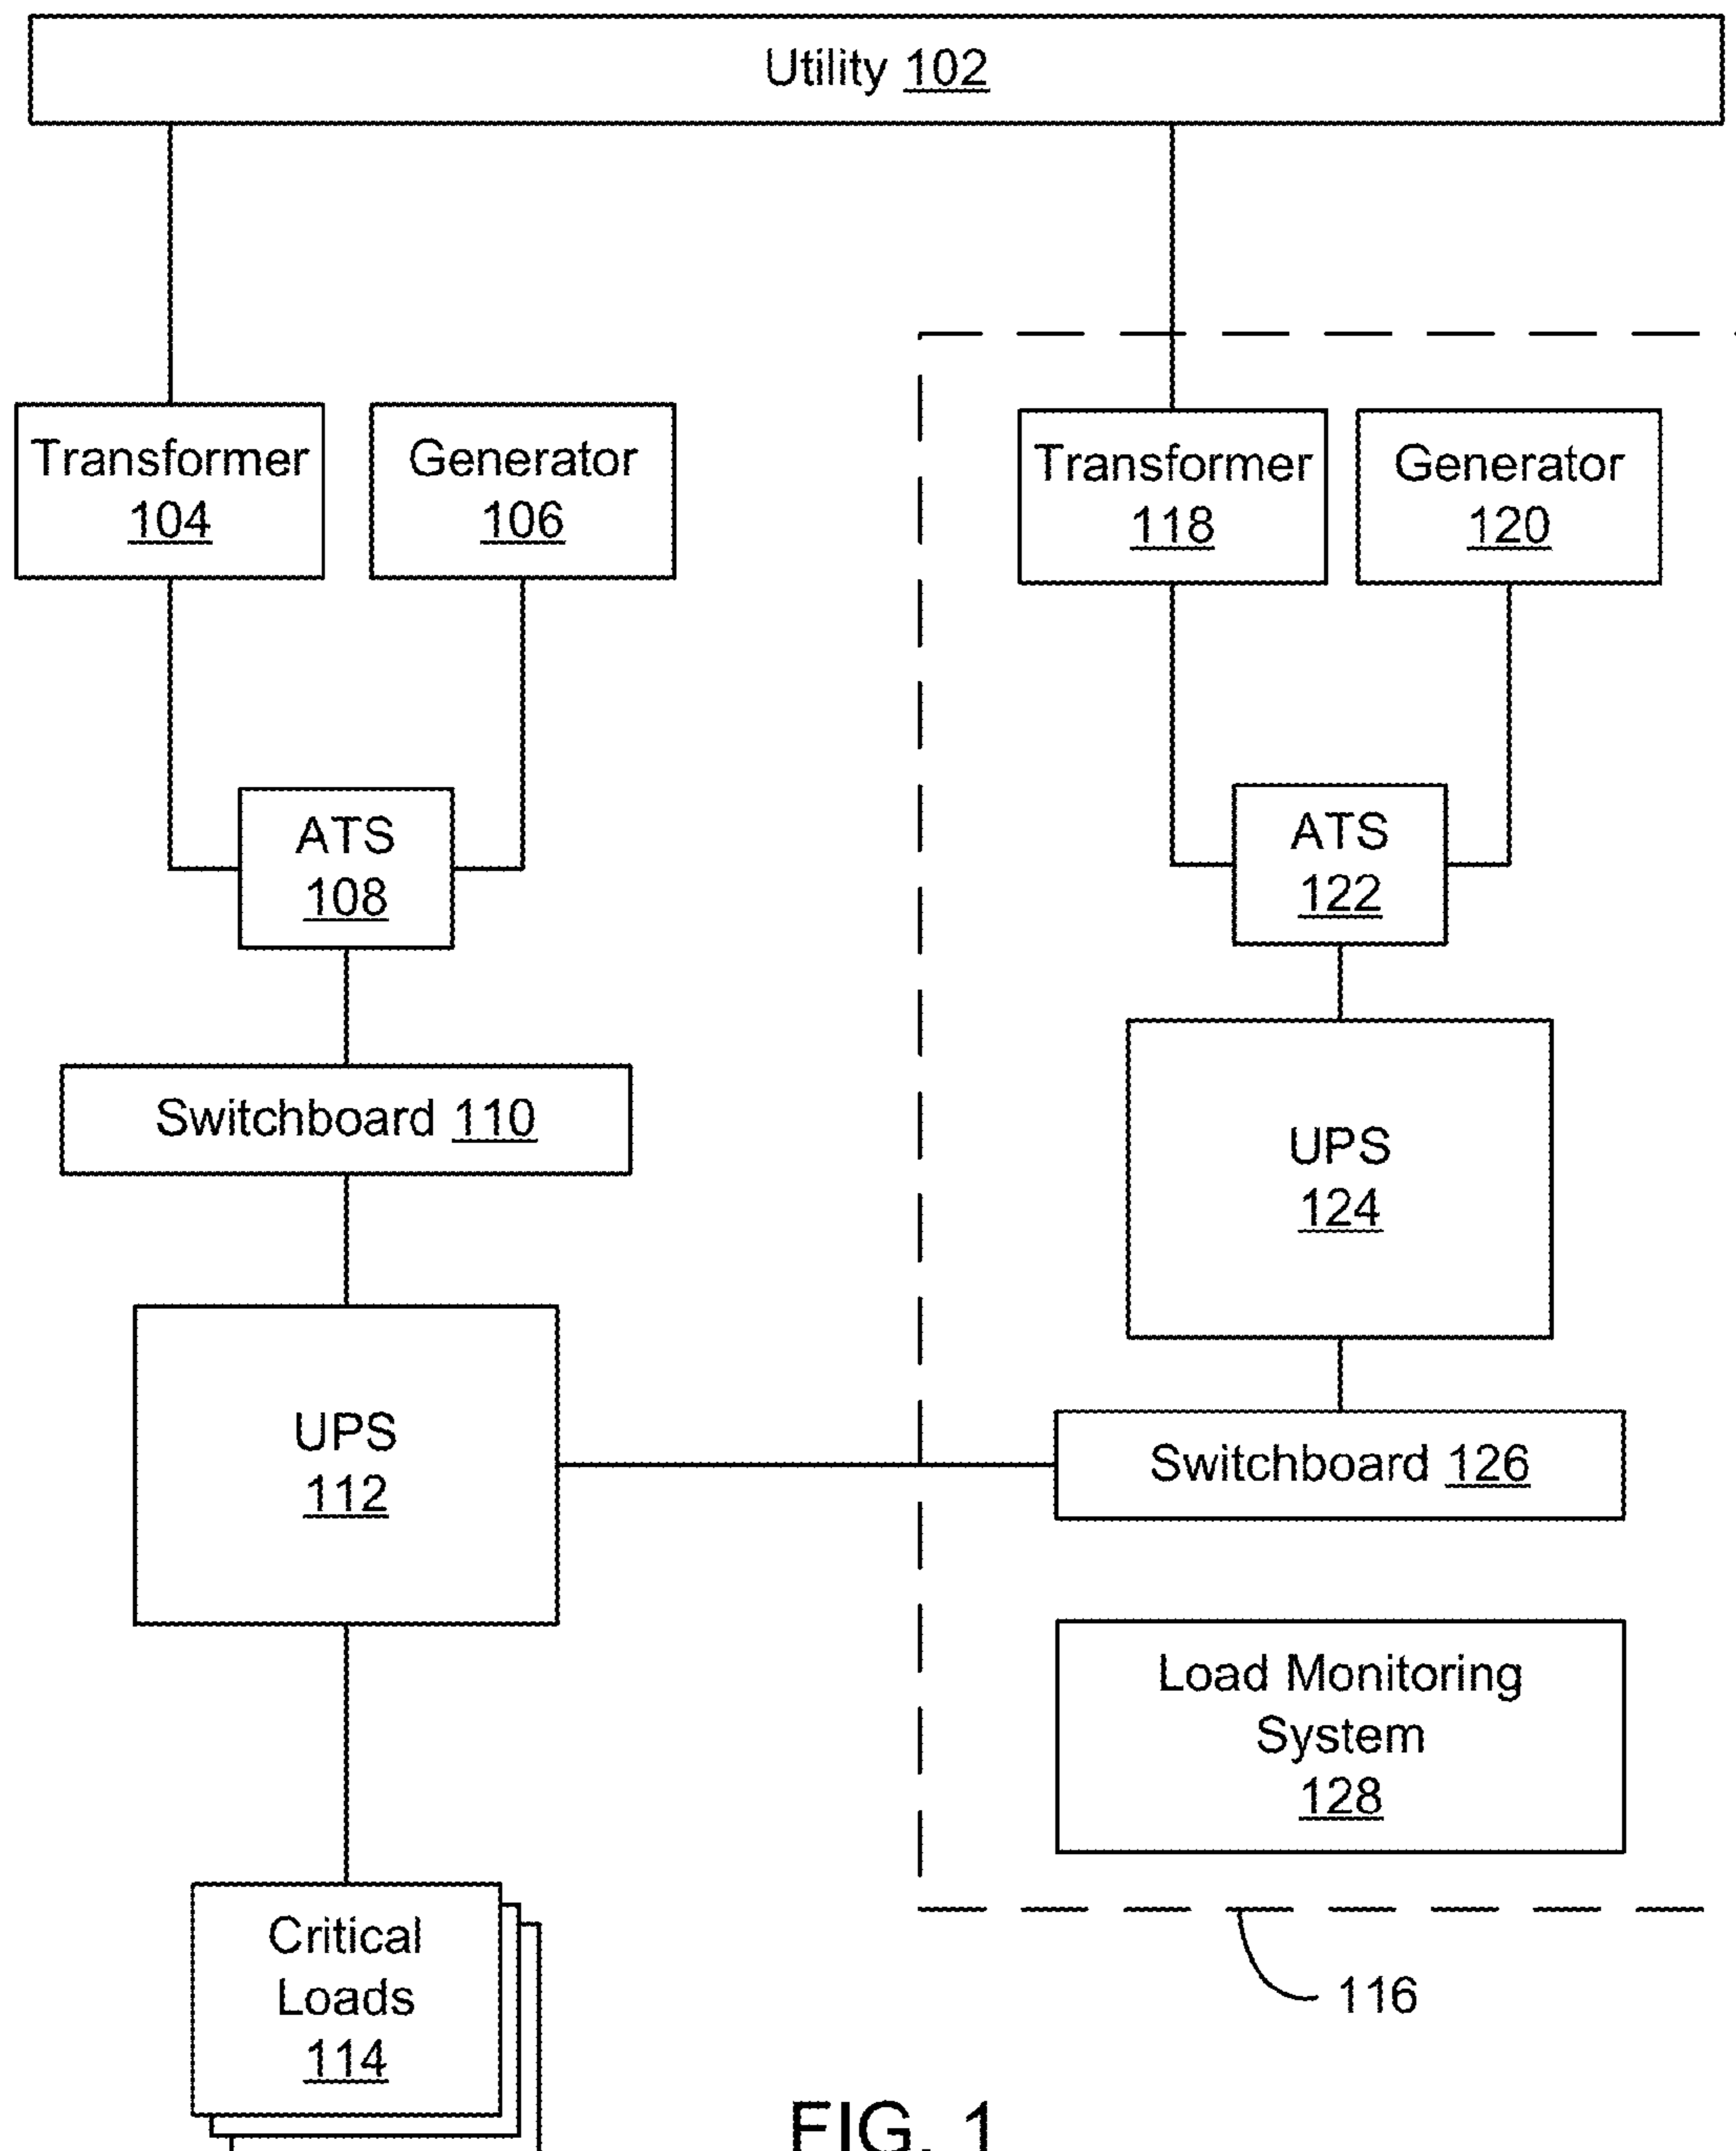 Utility 102
Transformer
104
Generator
106
Transformer
118
Generator
120
ATS
108
ATS
122
Switchboard 110
UPS
124
UPS
112
Switchboard 126
Load Monitoring
System
128
Critical
Loads
114
116
FIG. 1